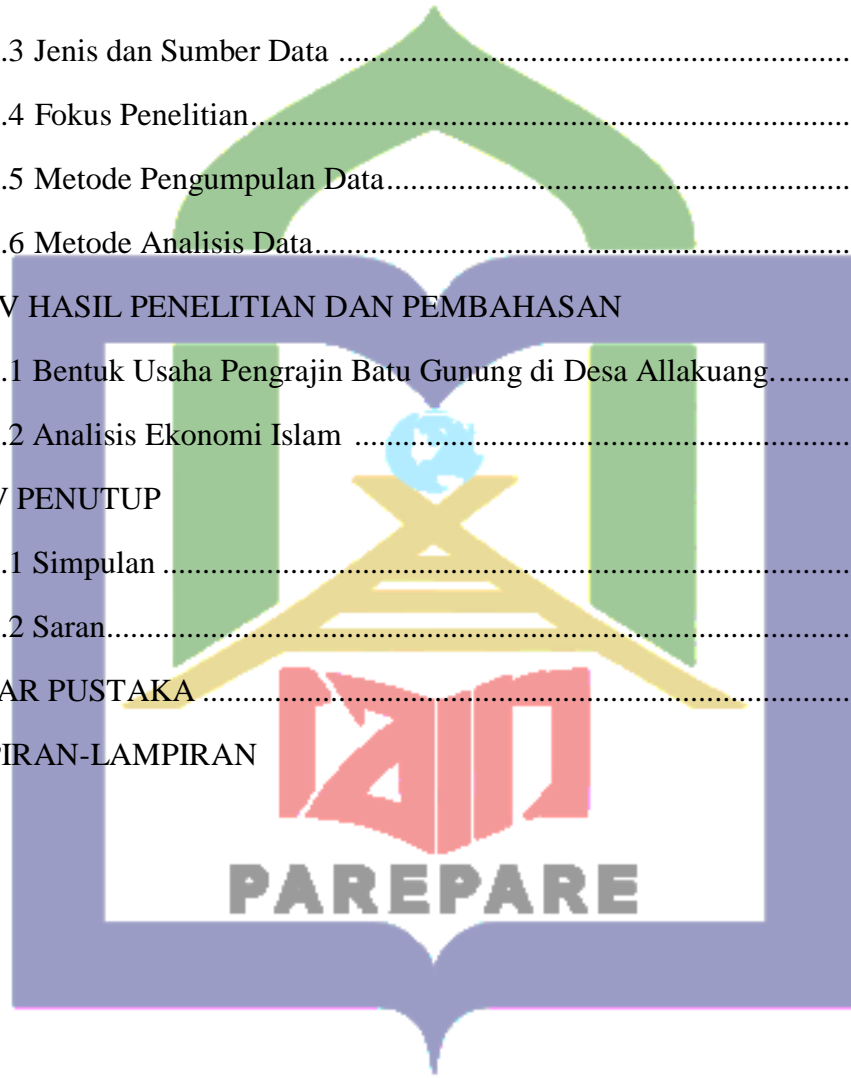 .3 Jenis dan Sumber Data ........................................................
.4 Fokus Penelitian....................................................................
.5 Metode Pengumpulan Data....................................................
.6 Metode Analisis Data.............................................................
V HASIL PENELITIAN DAN PEMBAHASAN
.1 Bentuk Usaha Pengrajin Batu Gunung di Desa Allakuang..........
.2 Analisis Ekonomi Islam ........................................................
V PENUTUP
.1 Simpulan ................................................................................
.2 Saran........................................................................................
AR PUSTAKA ............................................................................
PIRAN-LAMPIRAN
IAIN
PAREPARE